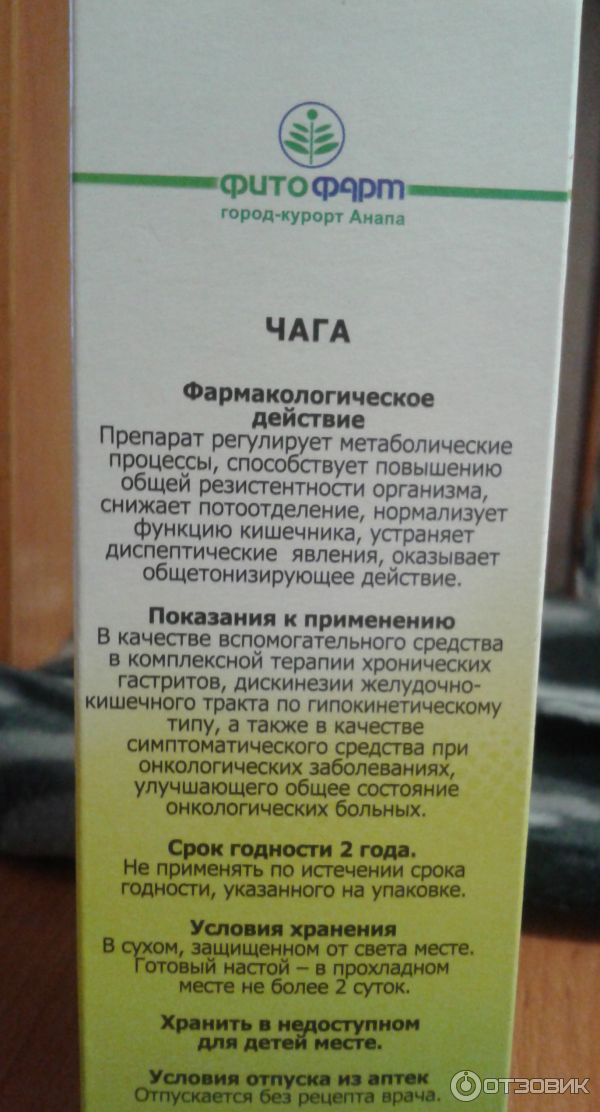 ФИТОФАРМ
город-курорт Анапа
ЧАГА
Фармакологическое
действие
Препарат регулирует метаболические
процессы, способствует повышению
общей резистентности организма,
снижает потоотделение, нормализует
функцию кишечника, устраняет
диспептические явления, оказывает
общетонизирующее действие.
Показания к применению
В качестве вспомогательного средства
в комплексной терапии хронических
гастритов, дискинезии желудочно-
кишечного тракта по гипокинетическому
типу, а также в качестве
симптоматического средства при
онкологических заболеваниях,
улучшающего общее состояние
онкологических больных.
Срок годности 2 года.
Не применять по истечении срока
годности, указанного на упаковке.
Условия хранения
В сухом, защищенном от света месте.
Готовый настой – в прохладном
месте не более 2 суток.
Хранить в недоступном
для детей месте.
Условия отпуска из аптек
Отпускается без рецепта врача.
ОТЗОВИК